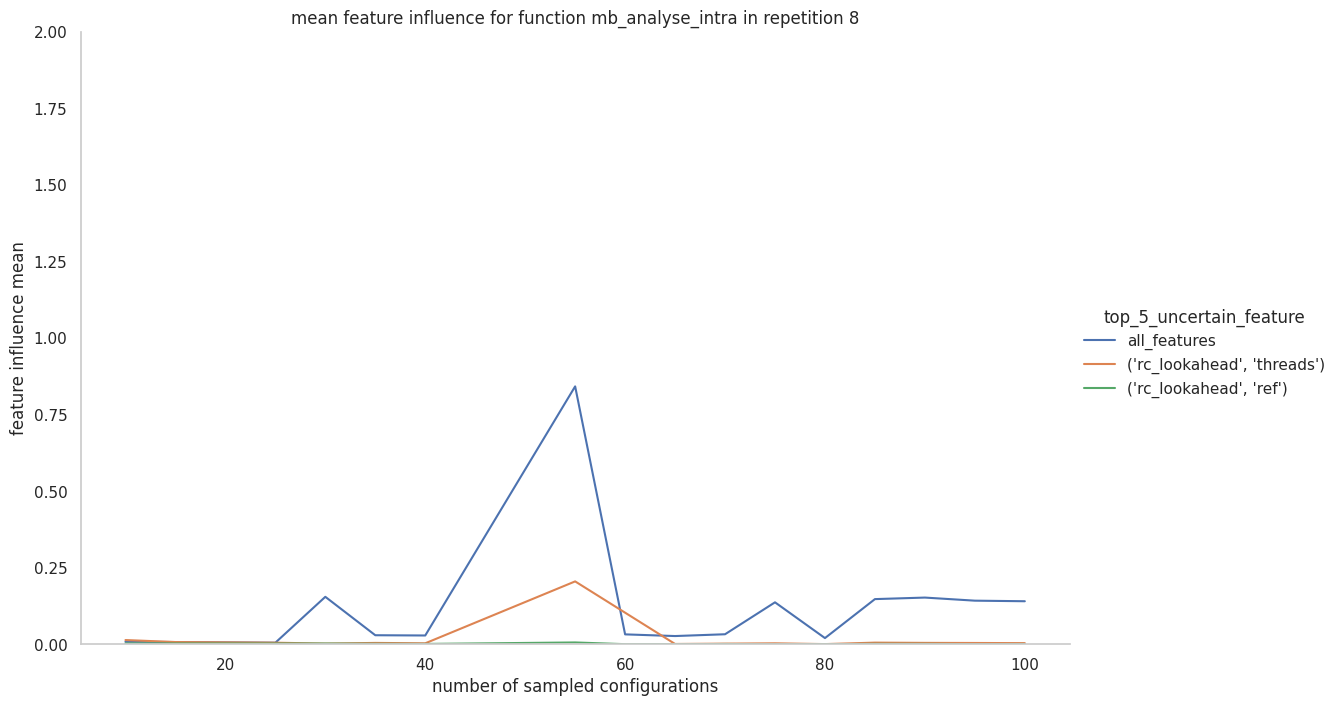 mean feature influence for function mb_analyse_intra in repetition 8
2.00
1.75
1.50
1.25
1.00
0.75
0.50
0.25
0.00
feature influence mean
20
40
60
80
100
number of sampled configurations
top_5_uncertain_feature
all_features
('rc_lookahead', 'threads')
('rc_lookahead', 'ref')